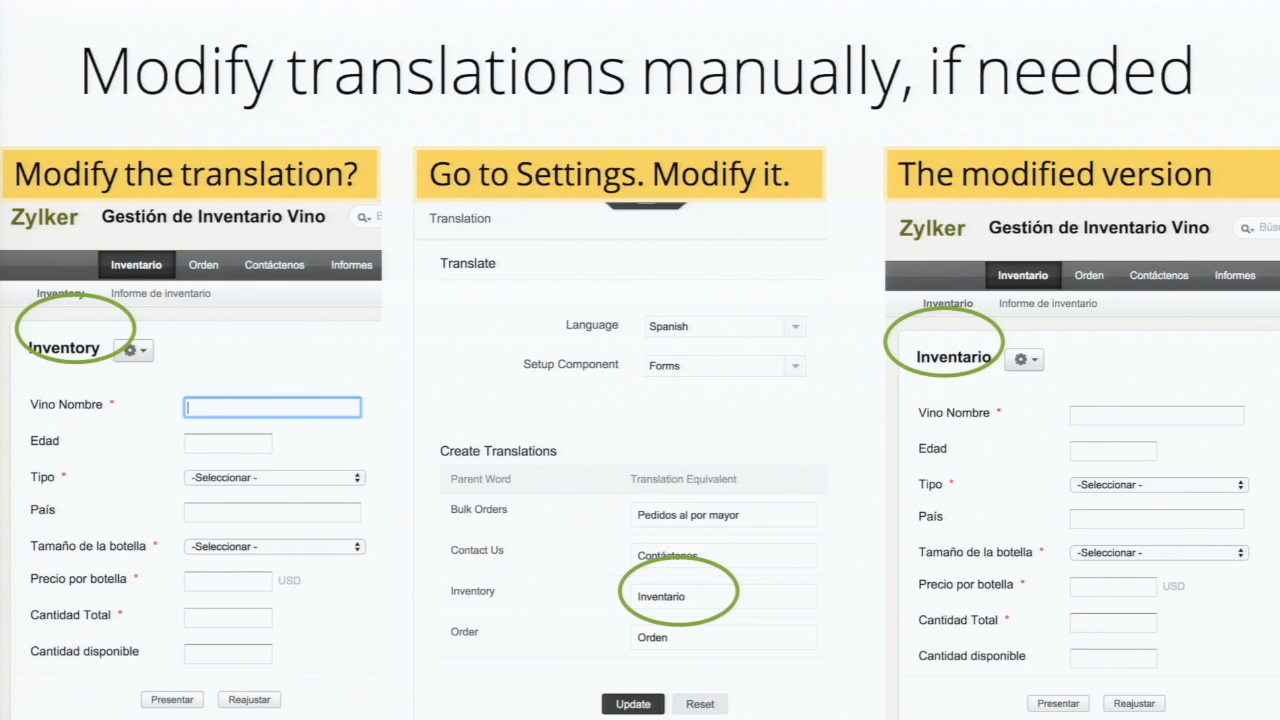 Modify translations manually, if needed
Modify the translation?
Zylker Gestión de Inventario Vino
Inventario Orden Contáctenos Informes
Inventory Informe de inventario
Inventory
Vino Nombre *
Edad
Tipo * -Seleccionar -
País
Tamaño de la botella * -Seleccionar -
Precio por botella * USD
Cantidad Total *
Cantidad disponible
Presentar Reajustar
Go to Settings. Modify it.
Translation
Translate
Language Spanish
Setup Component Forms
Create Translations
Parent Word Translation Equivalent
Bulk Orders Pedidos al por mayor
Contact Us Contáctenos
Inventory Inventario
Order Orden
Update Reset
The modified version
Zylker Gestión de Inventario Vino
Inventario Orden Contáctenos Informes
Inventario Informe de inventario
Inventario
Vino Nombre *
Edad
Tipo * -Seleccionar -
País
Tamaño de la botella * -Seleccionar -
Precio por botella * USD
Cantidad Total *
Cantidad disponible
Presentar Reajustar